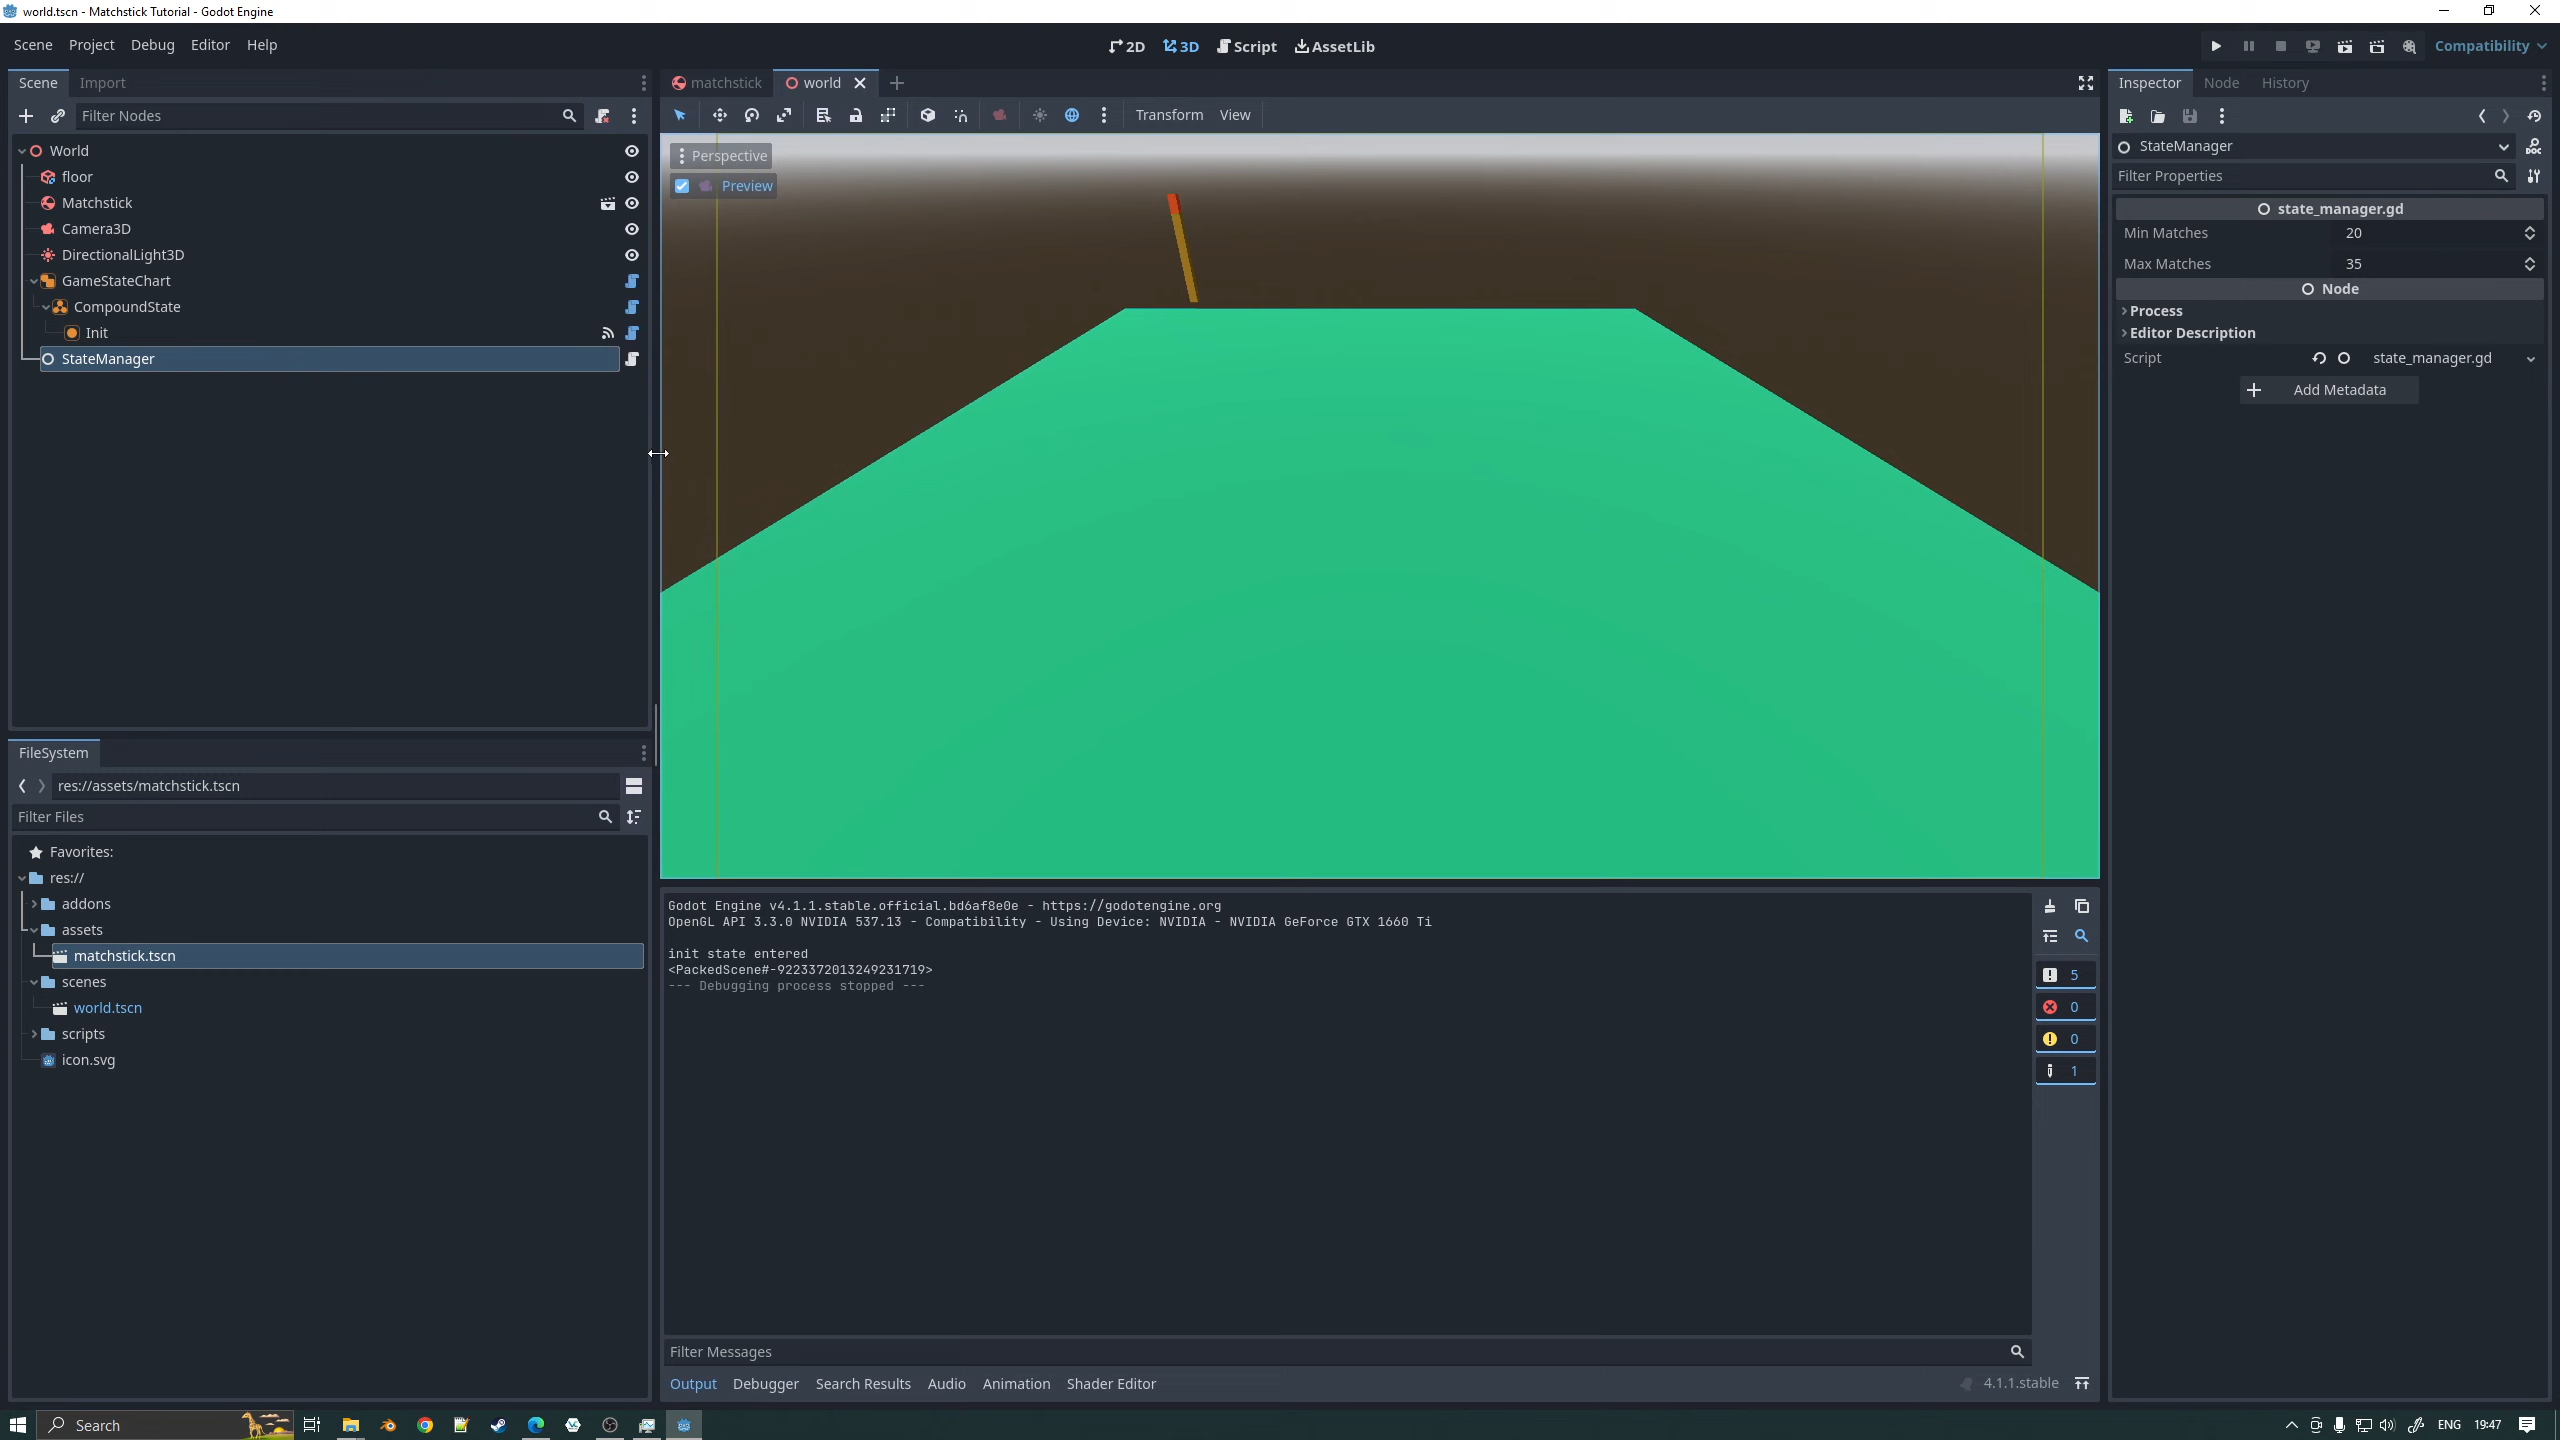 world.tscn - Matchstick Tutorial - Godot Engine
Scene Project Debug Editor Help
2D 3D Script AssetLib
Compatibility
Scene Import
matchstick world
Inspector Node History
Filter Nodes
Transform View
World
floor
Matchstick
Camera3D
DirectionalLight3D
GameStateChart
CompoundState
Init
StateManager
Perspective
Preview
StateManager
Filter Properties
state_manager.gd
Min Matches 20
Max Matches 35
Node
Process
Editor Description
Script state_manager.gd
Add Metadata
FileSystem
res://assets/matchstick.tscn
Filter Files
Favorites:
res://
addons
assets
matchstick.tscn
scenes
world.tscn
scripts
icon.svg
Godot Engine v4.1.1.stable.official.bd6af8e0e - https://godotengine.org
OpenGL API 3.3.0 NVIDIA 537.13 - Compatibility - Using Device: NVIDIA - NVIDIA GeForce GTX 1660 Ti
init state entered
<PackedScene#-9223372013249231719>
--- Debugging process stopped ---
5
0
0
1
Filter Messages
Output Debugger Search Results Audio Animation Shader Editor
4.1.1.stable
Search
ENG 19:47